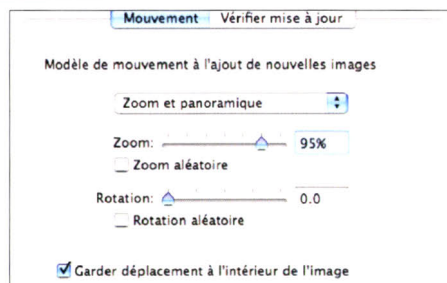 Mouvement Vérifier mise à jour
Modèle de mouvement à l'ajout de nouvelles images
Zoom et panoramique
Zoom: 95%
Zoom aléatoire
Rotation: 0.0
Rotation aléatoire
Garder déplacement à l'intérieur de l'image